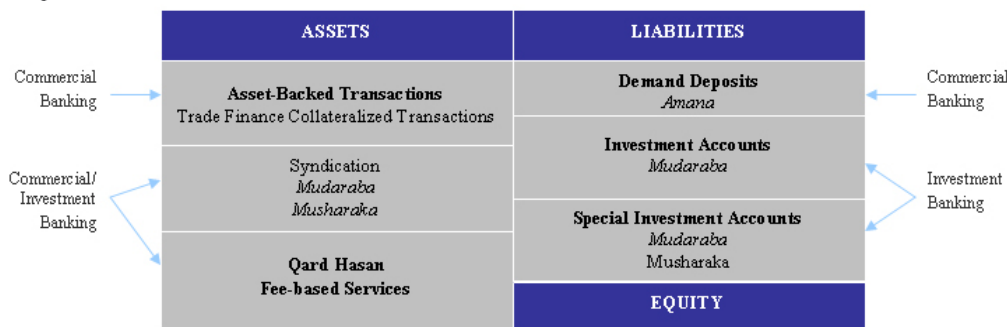 ASSETS
LIABILITIES
Commercial
Banking
Asset-Backed Transactions
Trade Finance Collateralized Transactions
Demand Deposits
Amana
Commercial
Banking
Investment Accounts
Mudaraba
Commercial/
Investment
Banking
Syndication
Mudaraba
Musharaka
Investment
Banking
Special Investment Accounts
Mudaraba
Musharaka
Qard Hasan
Fee-based Services
EQUITY